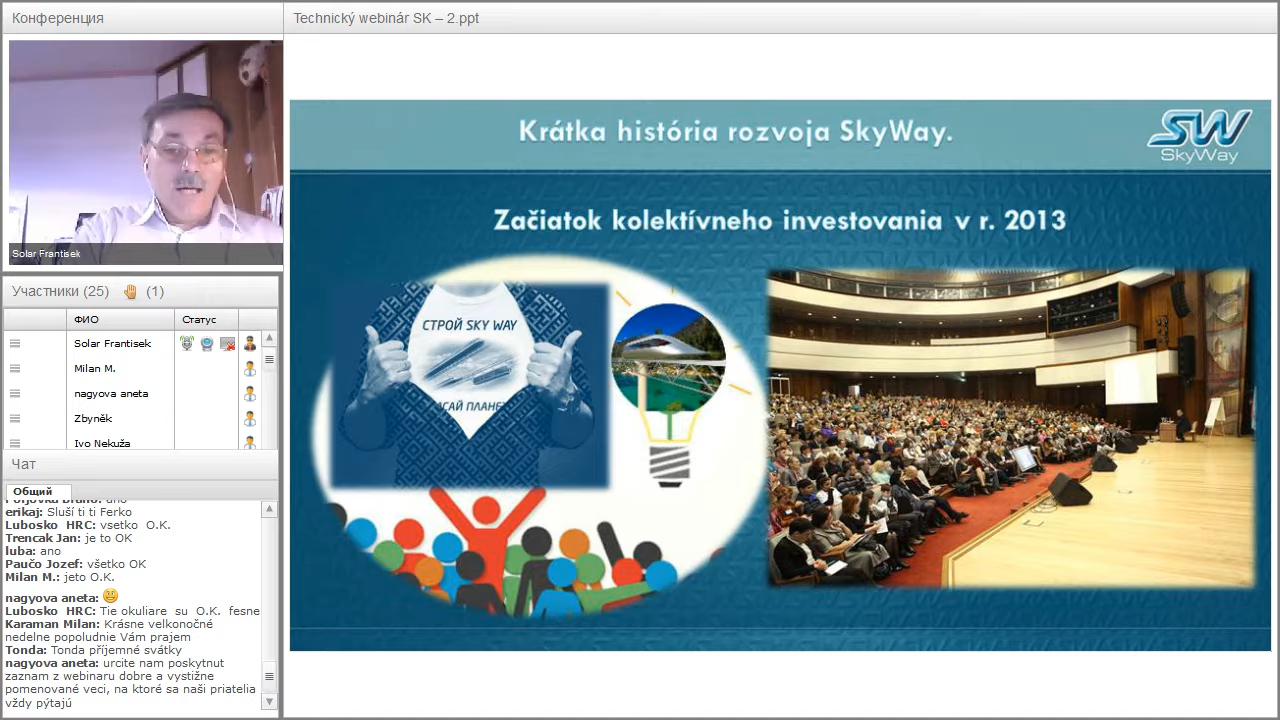 Конференция
Technický webinár SK – 2.ppt
Solar Frantisek
Участники (25) (1)
ФИО Статус
Solar Frantisek
Milan M.
nagyova aneta
Zbyněk
Ivo Nekuža
Чат
Общий
erikaj: Sluší ti ti Ferko
Lubosko HRC: vsetko O.K.
Trencak Jan: je to OK
luba: ano
Paučo Jozef: všetko OK
Milan M.: jeto O.K.
nagyova aneta:
Lubosko HRC: Tie okuliare su O.K. fesne
Karaman Milan: Krásne velkonočné
nedelne popoludnie Vám prajem
Tonda: Tonda příjemné svátky
nagyova aneta: urcite nam poskytnut
zaznam z webinaru dobre a vystižne
pomenované veci, na ktoré sa naši priatelia
vždy pýtajú
Krátka história rozvoja SkyWay.
SW
SkyWay
Začiatok kolektívneho investovania v r. 2013
СТРОЙ SKY WAY